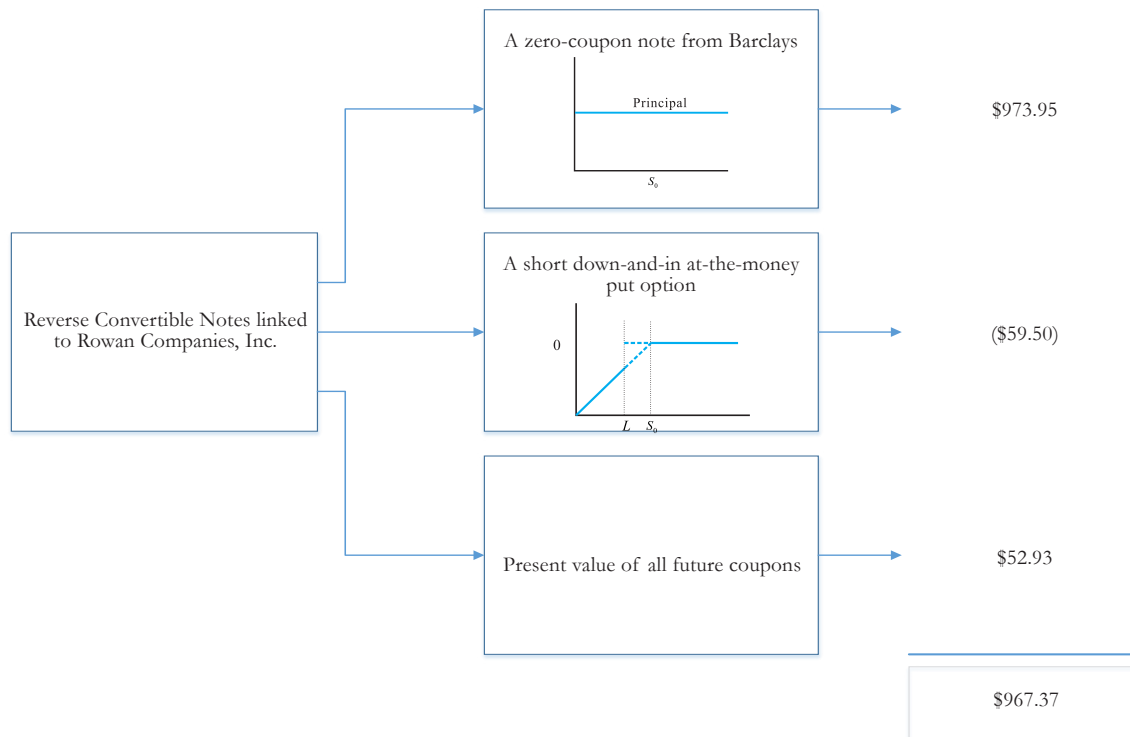 A zero-coupon note from Barclays
Principal
S₀
$973.95
Reverse Convertible Notes linked
to Rowan Companies, Inc.
A short down-and-in at-the-money
put option
0
L S₀
($59.50)
Present value of all future coupons
$52.93
$967.37